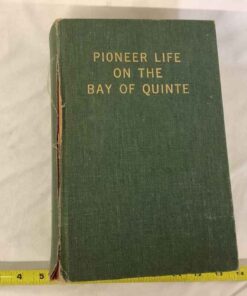 PIONEER LIFE
ON THE
BAY OF QUINTE
4 5